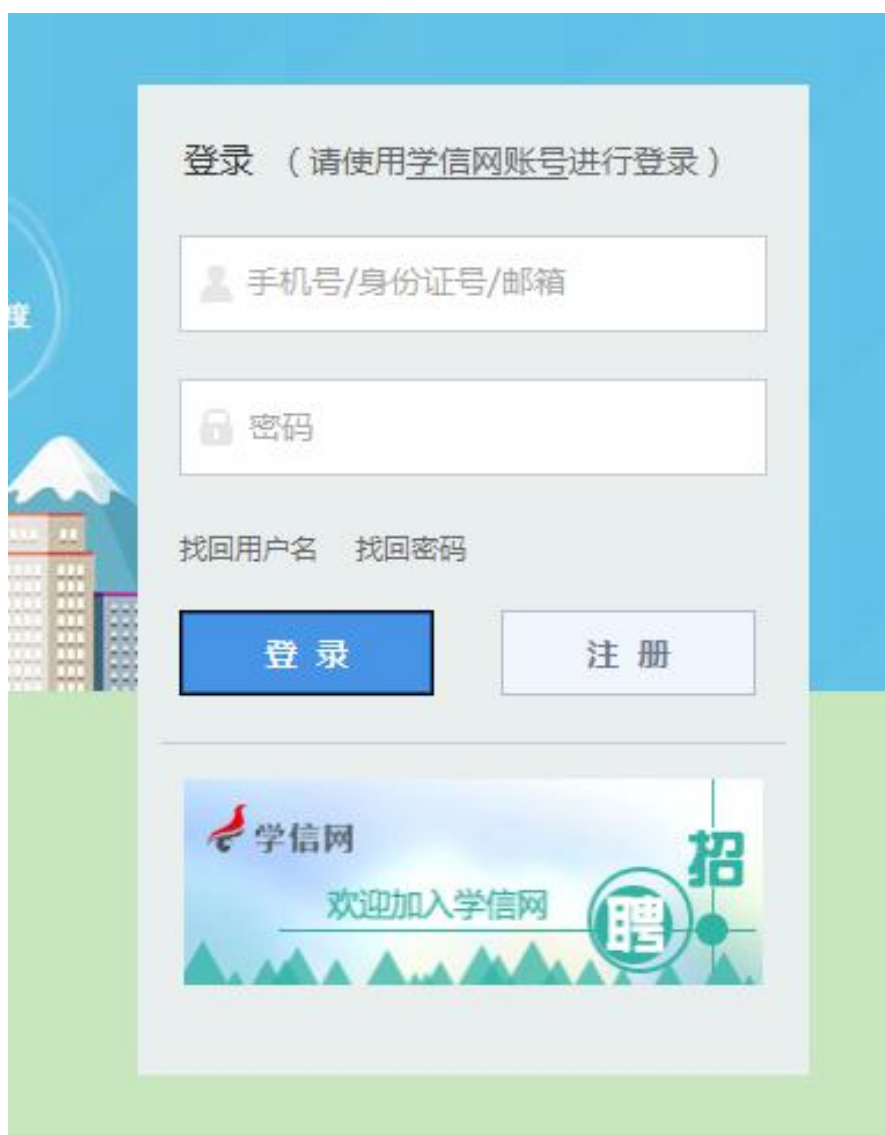 登录 （请使用学信网账号进行登录）
度
手机号/身份证号/邮箱
密码
找回用户名 找回密码
登 录 注 册
学信网
招
欢迎加入学信网 聘